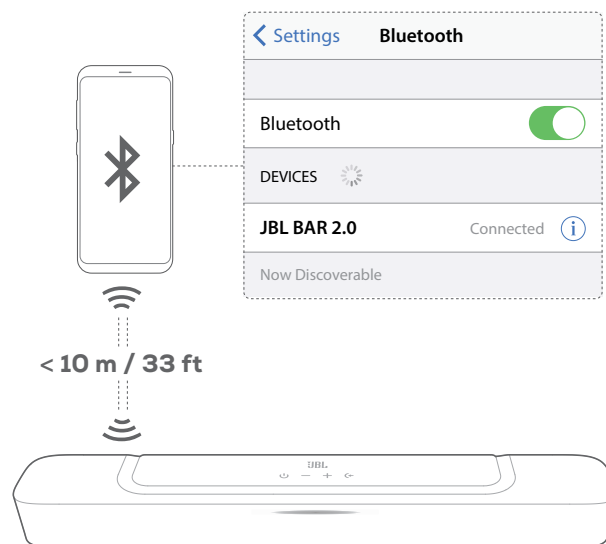 Settings Bluetooth
Bluetooth
DEVICES
JBL BAR 2.0 Connected i
Now Discoverable
< 10 m / 33 ft
JBL